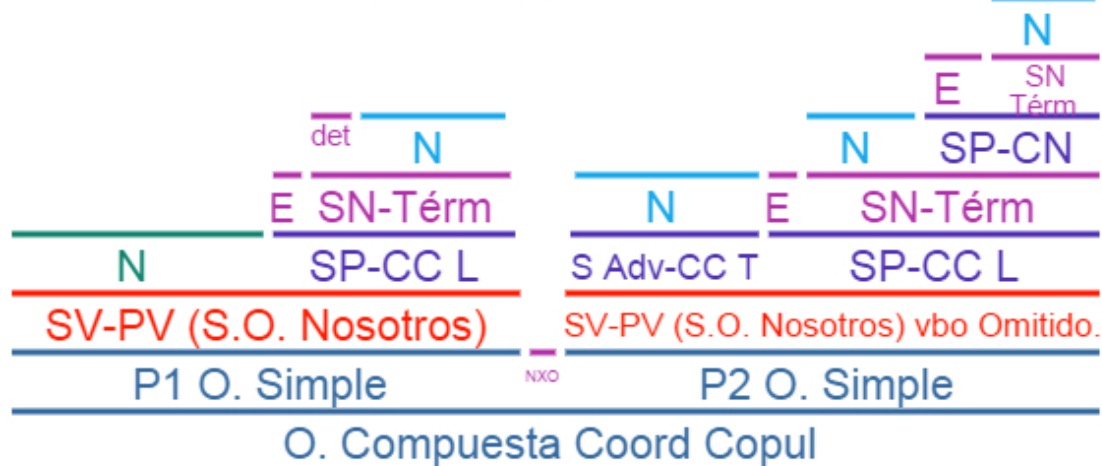 N
E SN
Térm
det N N SP-CN
E SN-Térm N E SN-Térm
N SP-CC L S Adv-CC T SP-CC L
SV-PV (S.O. Nosotros) SV-PV (S.O. Nosotros) vbo Omitido.
P1 O. Simple NXO P2 O. Simple
O. Compuesta Coord Copul